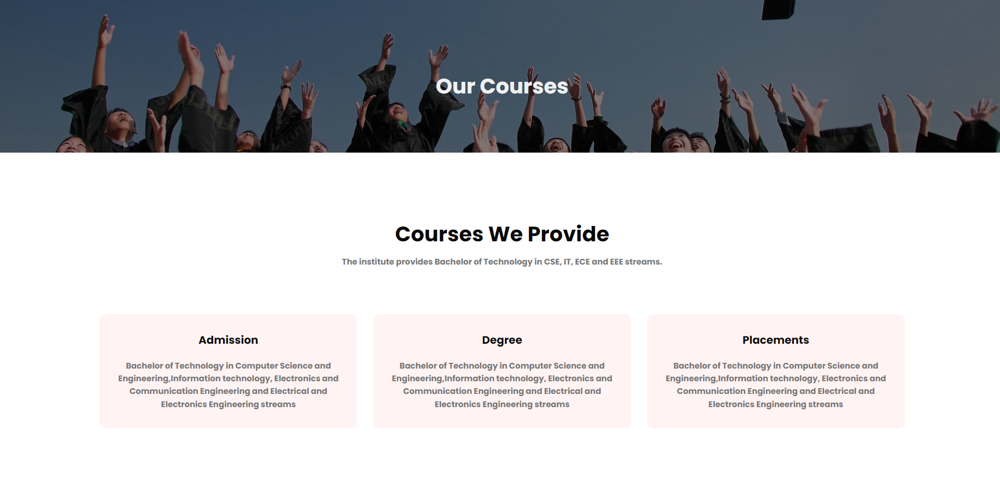 Our Courses
Courses We Provide
The institute provides Bachelor of Technology in CSE, IT, ECE and EEE streams.
Admission
Bachelor of Technology in Computer Science and
Engineering,Information technology, Electronics and
Communication Engineering and Electrical and
Electronics Engineering streams
Degree
Bachelor of Technology in Computer Science and
Engineering,Information technology, Electronics and
Communication Engineering and Electrical and
Electronics Engineering streams
Placements
Bachelor of Technology in Computer Science and
Engineering,Information technology, Electronics and
Communication Engineering and Electrical and
Electronics Engineering streams